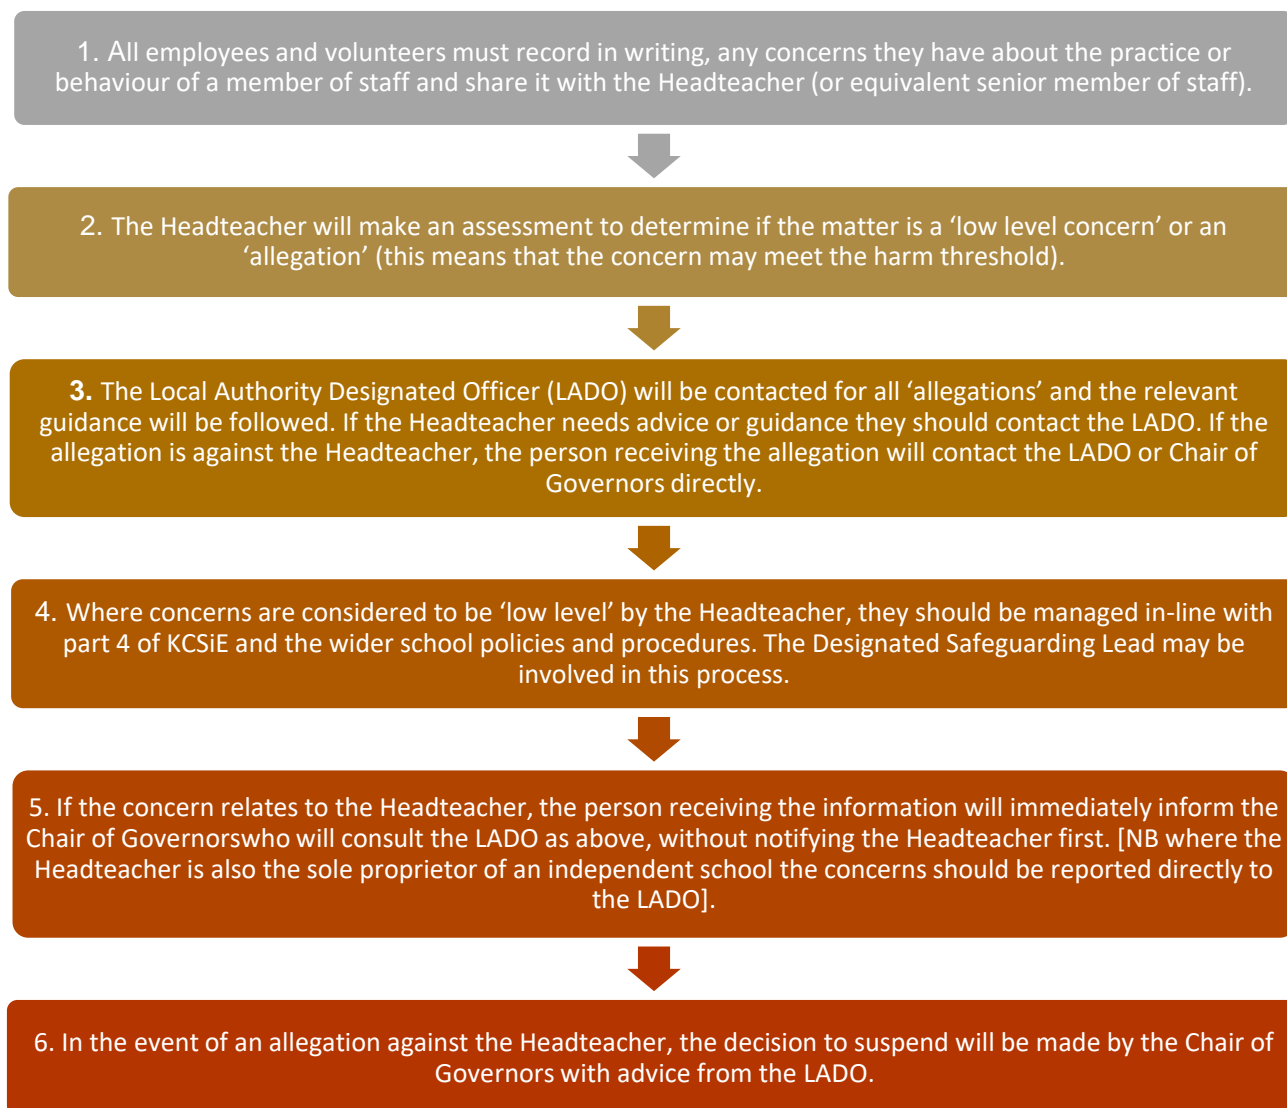 1. All employees and volunteers must record in writing, any concerns they have about the practice or
behaviour of a member of staff and share it with the Headteacher (or equivalent senior member of staff).
2. The Headteacher will make an assessment to determine if the matter is a ‘low level concern’ or an
‘allegation’ (this means that the concern may meet the harm threshold).
3. The Local Authority Designated Officer (LADO) will be contacted for all ‘allegations’ and the relevant
guidance will be followed. If the Headteacher needs advice or guidance they should contact the LADO. If the
allegation is against the Headteacher, the person receiving the allegation will contact the LADO or Chair of
Governors directly.
4. Where concerns are considered to be ‘low level’ by the Headteacher, they should be managed in-line with
part 4 of KCSiE and the wider school policies and procedures. The Designated Safeguarding Lead may be
involved in this process.
5. If the concern relates to the Headteacher, the person receiving the information will immediately inform the
Chair of Governorswho will consult the LADO as above, without notifying the Headteacher first. [NB where the
Headteacher is also the sole proprietor of an independent school the concerns should be reported directly to
the LADO].
6. In the event of an allegation against the Headteacher, the decision to suspend will be made by the Chair of
Governors with advice from the LADO.